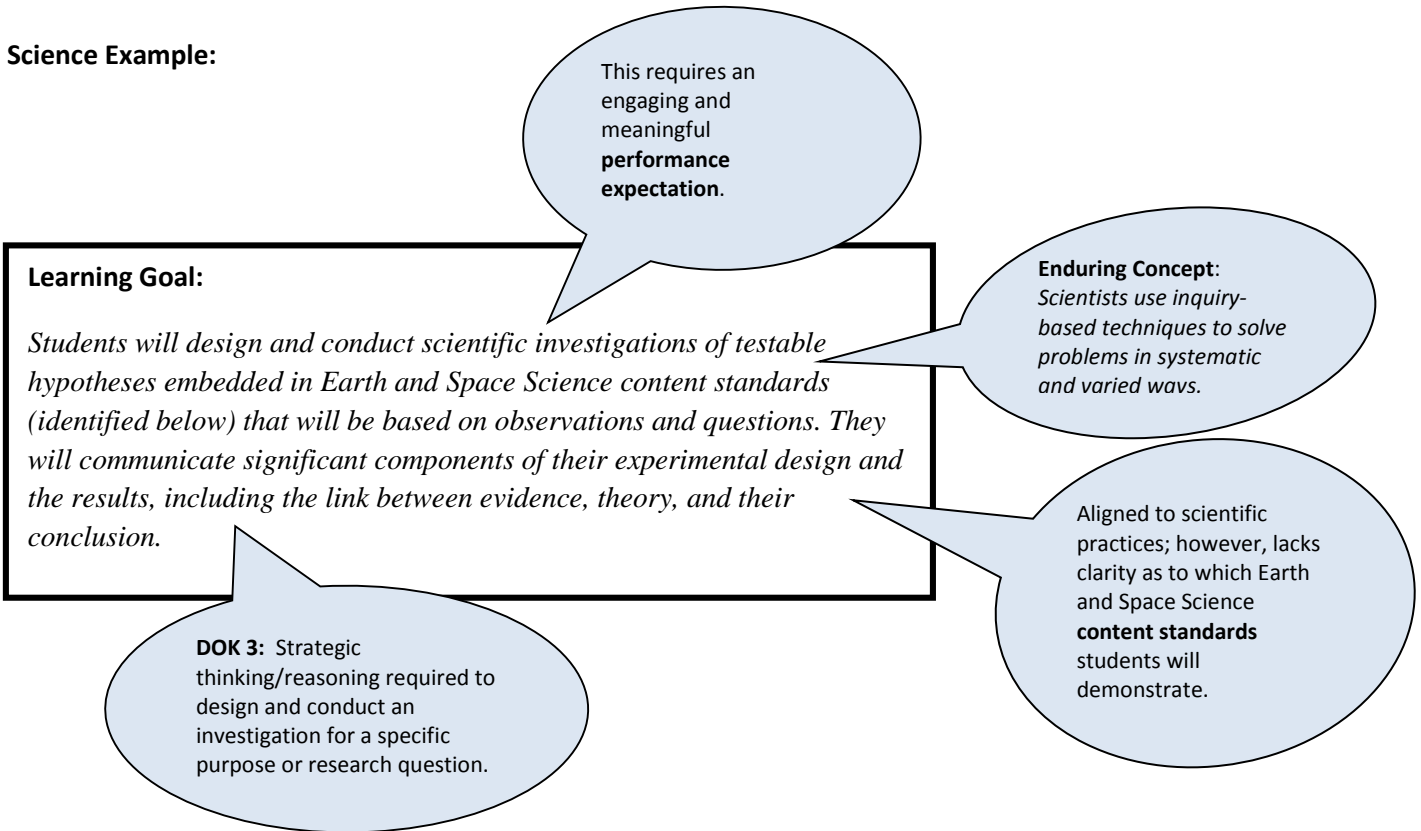 Science Example:
This requires an
engaging and
meaningful
performance
expectation.
Learning Goal:
Students will design and conduct scientific investigations of testable
hypotheses embedded in Earth and Space Science content standards
(identified below) that will be based on observations and questions. They
will communicate significant components of their experimental design and
the results, including the link between evidence, theory, and their
conclusion.
Enduring Concept:
Scientists use inquiry-
based techniques to solve
problems in systematic
and varied ways.
Aligned to scientific
practices; however, lacks
clarity as to which Earth
and Space Science
content standards
students will
demonstrate.
DOK 3: Strategic
thinking/reasoning required to
design and conduct an
investigation for a specific
purpose or research question.